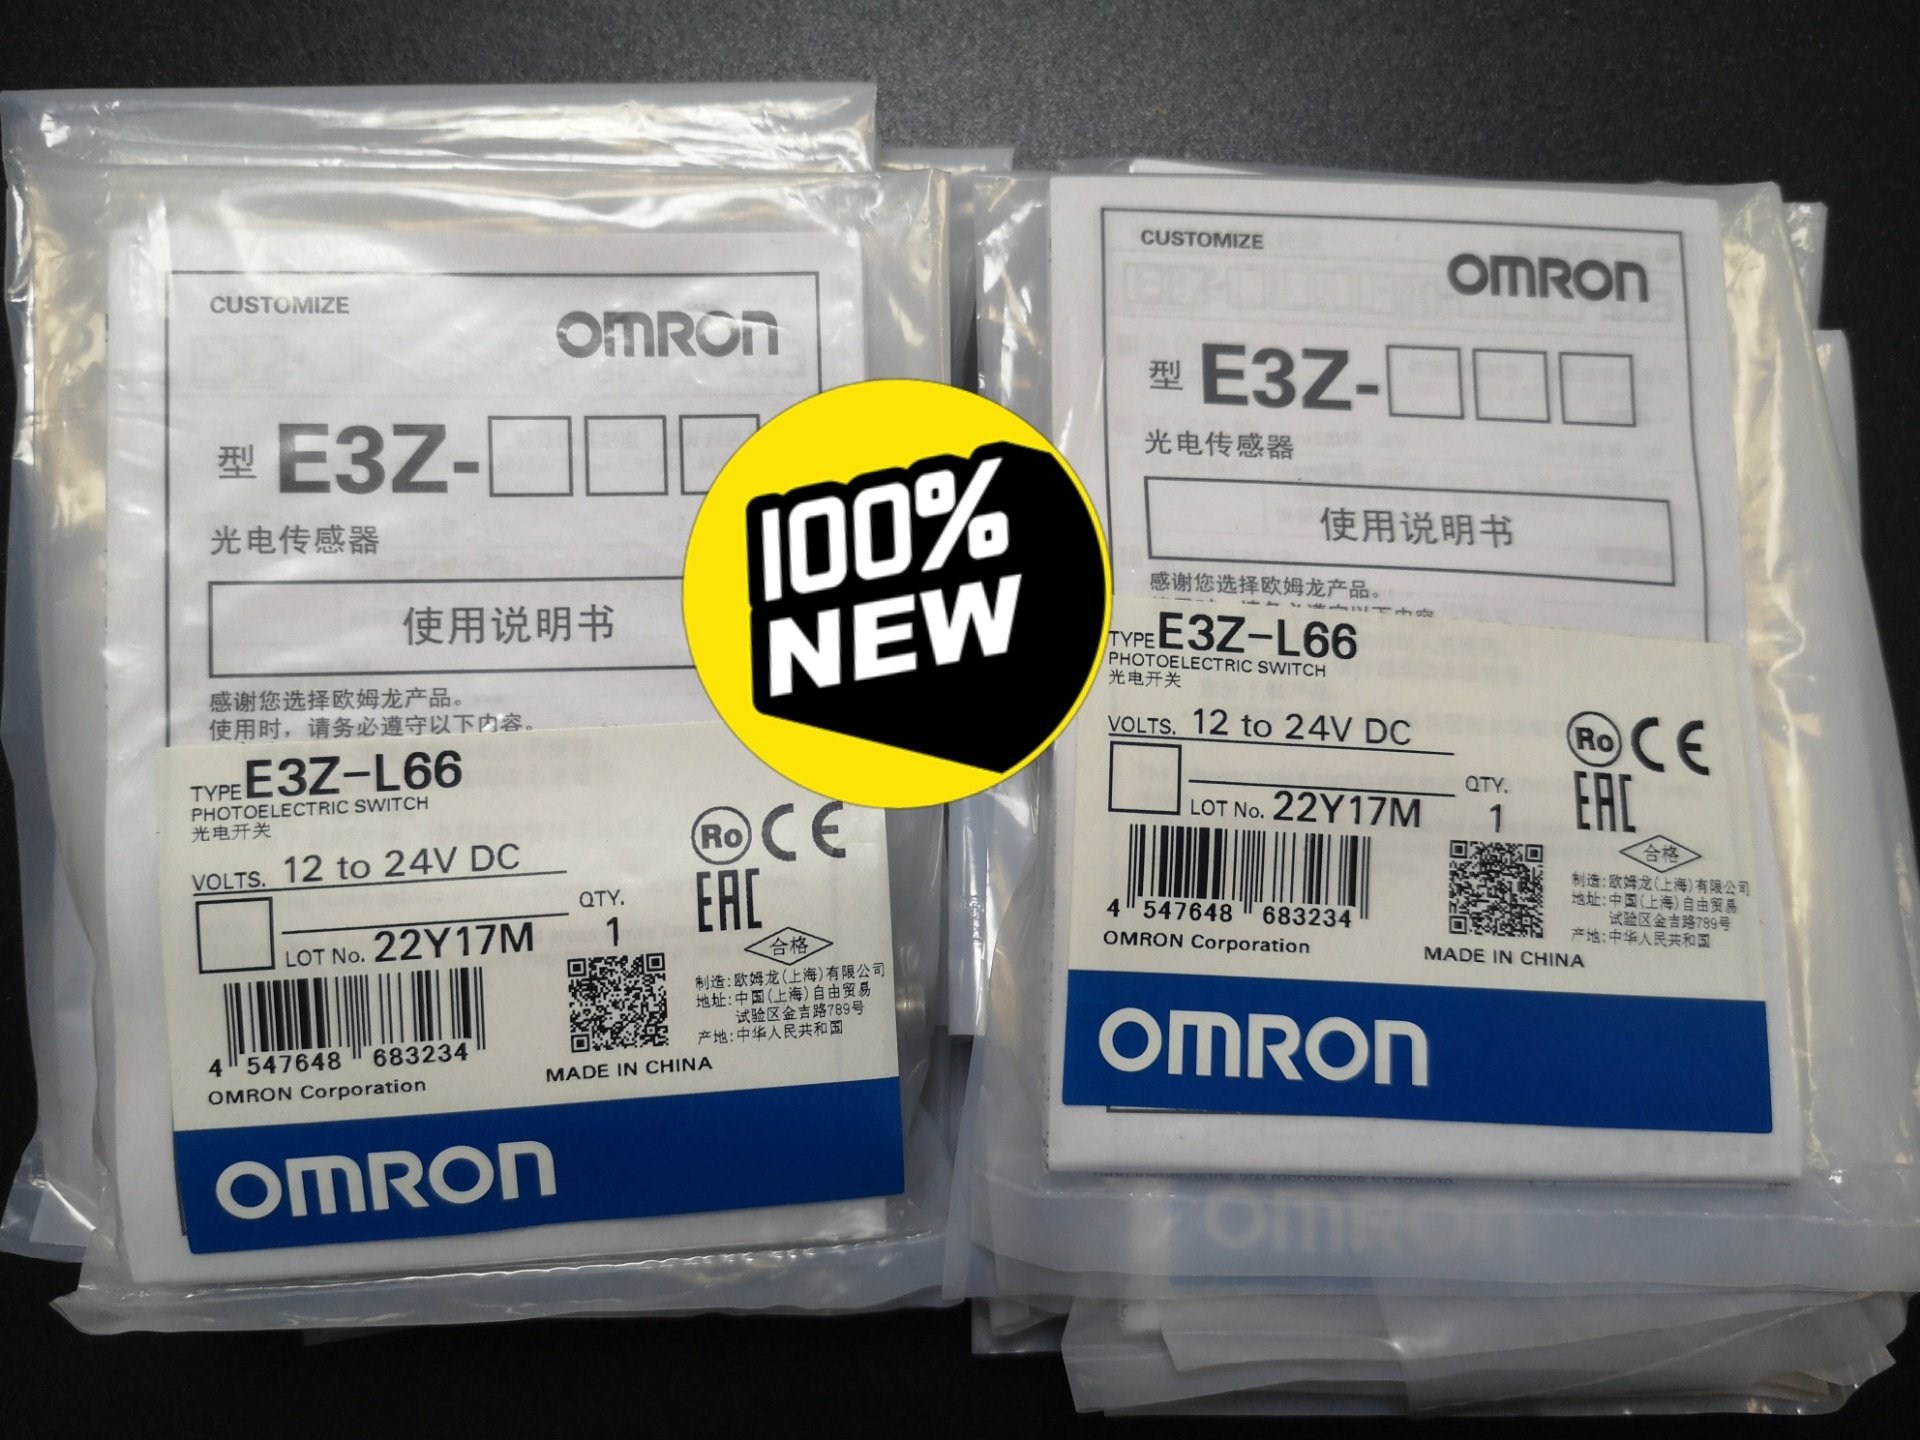 CUSTOMIZE
OMRON
型 E3Z-□□□
光电传感器
使用说明书
感谢您选择欧姆龙产品。
使用时，请务必遵守以下内容。
TYPE E3Z-L66
PHOTOELECTRIC SWITCH
光电开关
VOLTS. 12 to 24V DC
LOT No. 22Y17M
QTY.
1
Ro CE
EAC
合格
制造:欧姆龙(上海)有限公司
地址:中国(上海)自由贸易
试验区金吉路789号
产地:中华人民共和国
4 547648 683234
OMRON Corporation
MADE IN CHINA
OMRON
100%
NEW
CUSTOMIZE
OMRON
型 E3Z-□□□
光电传感器
使用说明书
感谢您选择欧姆龙产品。
TYPE E3Z-L66
PHOTOELECTRIC SWITCH
光电开关
VOLTS. 12 to 24V DC
LOT No. 22Y17M
QTY.
1
Ro CE
EAC
合格
制造:欧姆龙(上海)有限公司
地址:中国(上海)自由贸易
试验区金吉路789号
产地:中华人民共和国
4 547648 683234
OMRON Corporation
MADE IN CHINA
OMRON
OMRON